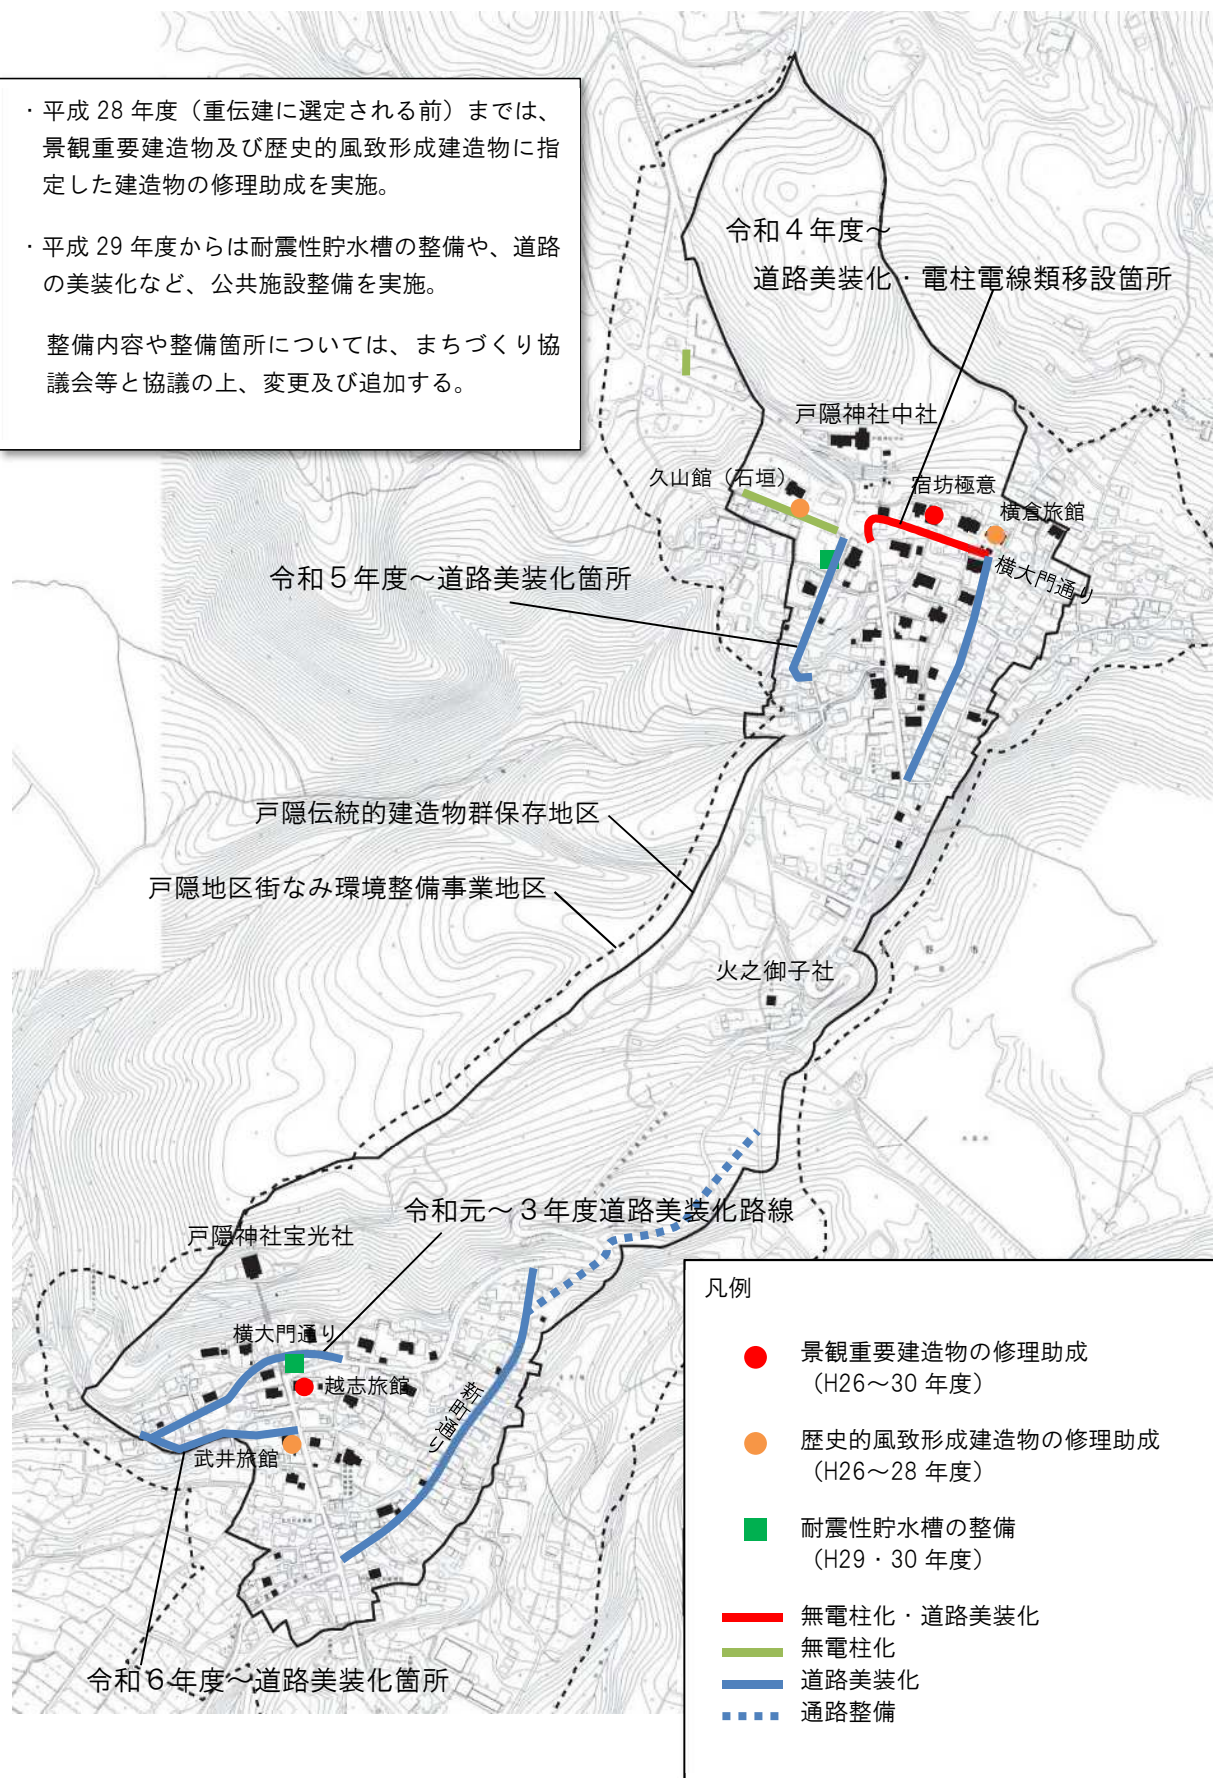 ・平成 28 年度（重伝建に選定される前）までは、
景観重要建造物及び歴史的風致形成建造物に指
定した建造物の修理助成を実施。
・平成 29 年度からは耐震性貯水槽の整備や、道路
の美装化など、公共施設整備を実施。
整備内容や整備箇所については、まちづくり協
議会等と協議の上、変更及び追加する。
令和４年度～
道路美装化・電柱電線類移設箇所
戸隠神社中社
久山館（石垣）
宿坊極意
横倉旅館
横大門通り
令和５年度～道路美装化箇所
戸隠伝統的建造物群保存地区
戸隠地区街なみ環境整備事業地区
火之御子社
令和元～３年度道路美装化路線
戸隠神社宝光社
横大門通り
越志旅館
新町通り
武井旅館
令和６年度～道路美装化箇所
凡例
景観重要建造物の修理助成
（H26～30 年度）
歴史的風致形成建造物の修理助成
（H26～28 年度）
耐震性貯水槽の整備
（H29・30 年度）
無電柱化・道路美装化
無電柱化
道路美装化
通路整備